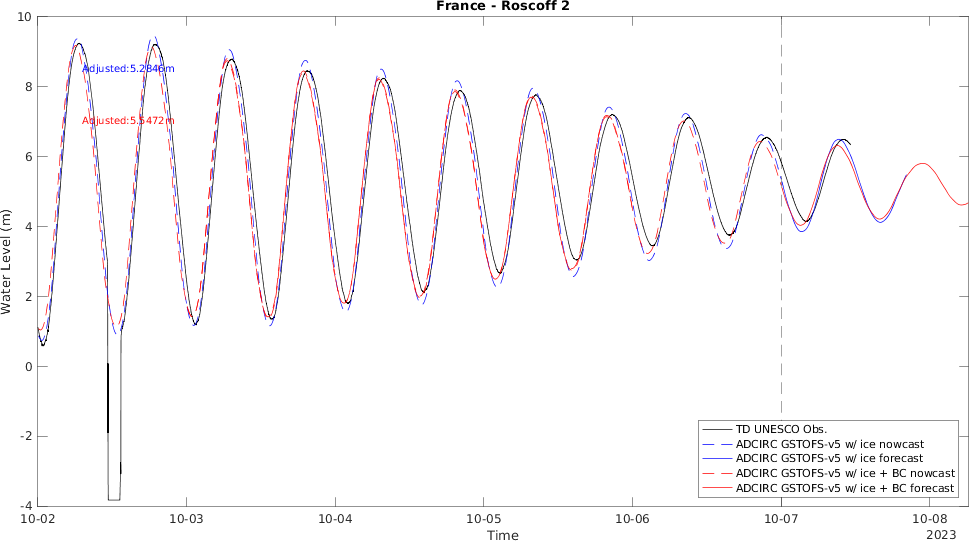 France - Roscoff 2
10
8
6
4
2
0
-2
-4
Water Level (m)
Adjusted:5.2846m
Adjusted:5.5472m
TD UNESCO Obs.
ADCIRC GSTOFS-v5 w/ ice nowcast
ADCIRC GSTOFS-v5 w/ ice forecast
ADCIRC GSTOFS-v5 w/ ice + BC nowcast
ADCIRC GSTOFS-v5 w/ ice + BC forecast
10-02 10-03 10-04 10-05 10-06 10-07 10-08
Time
2023